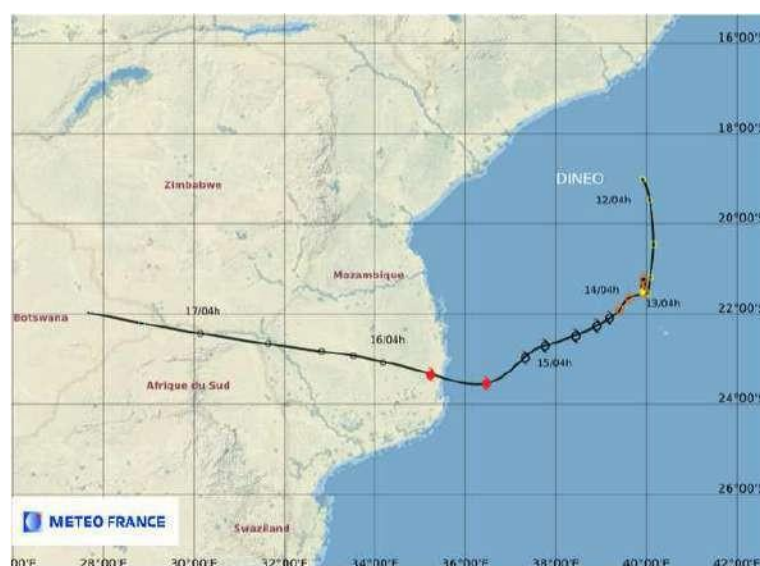 16°00'S
18°00'S
Zimbabwe
DINEO
12/04h
20°00'S
Mozambique
14/04h
13/04h
22°00'S
17/04h
Botswana
16/04h
15/04h
Afrique du Sud
24°00'S
26°00'S
METEO FRANCE
Swaziland
00'E
28°00'E
30°00'E
32°00'E
34°00'E
36°00'E
38°00'E
40°00'E
42°00'E